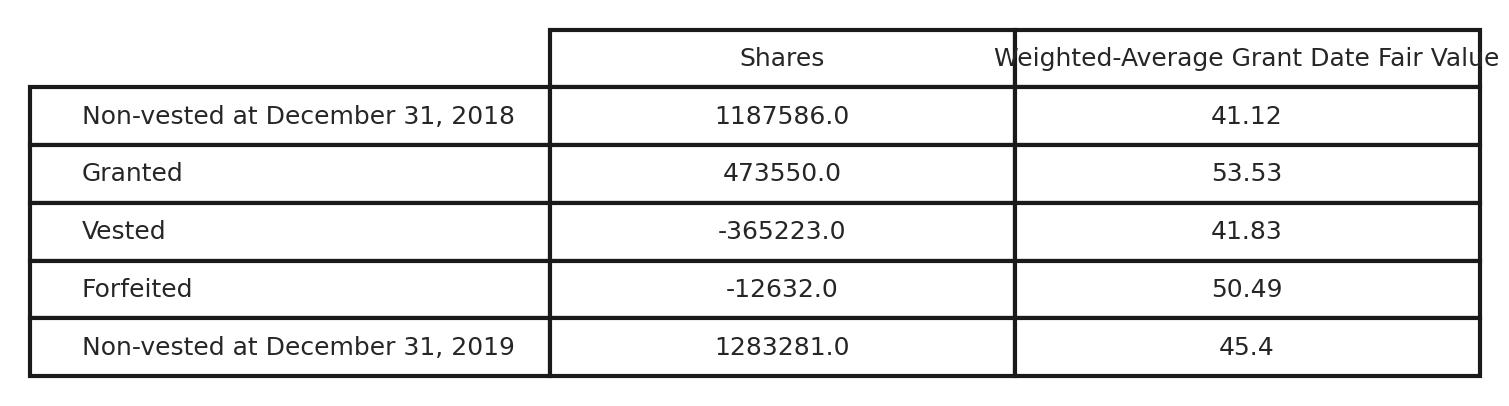 Shares Weighted-Average Grant Date Fair Value
Non-vested at December 31, 2018 1187586.0 41.12
Granted 473550.0 53.53
Vested -365223.0 41.83
Forfeited -12632.0 50.49
Non-vested at December 31, 2019 1283281.0 45.4